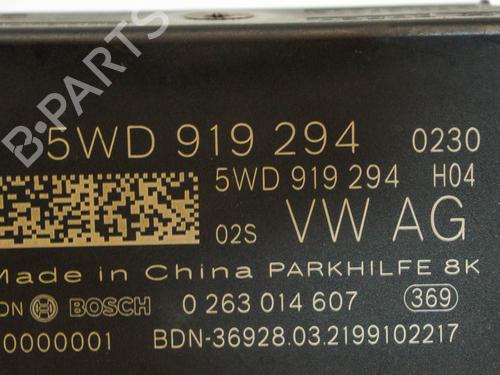 B-PARTS
5WD 919 294 0230
5WD 919 294 H04
02S VW AG
Made in China PARKHILFE 8K
DN BOSCH 0 263 014 607 369
0000001 BDN-36928.03.2199102217